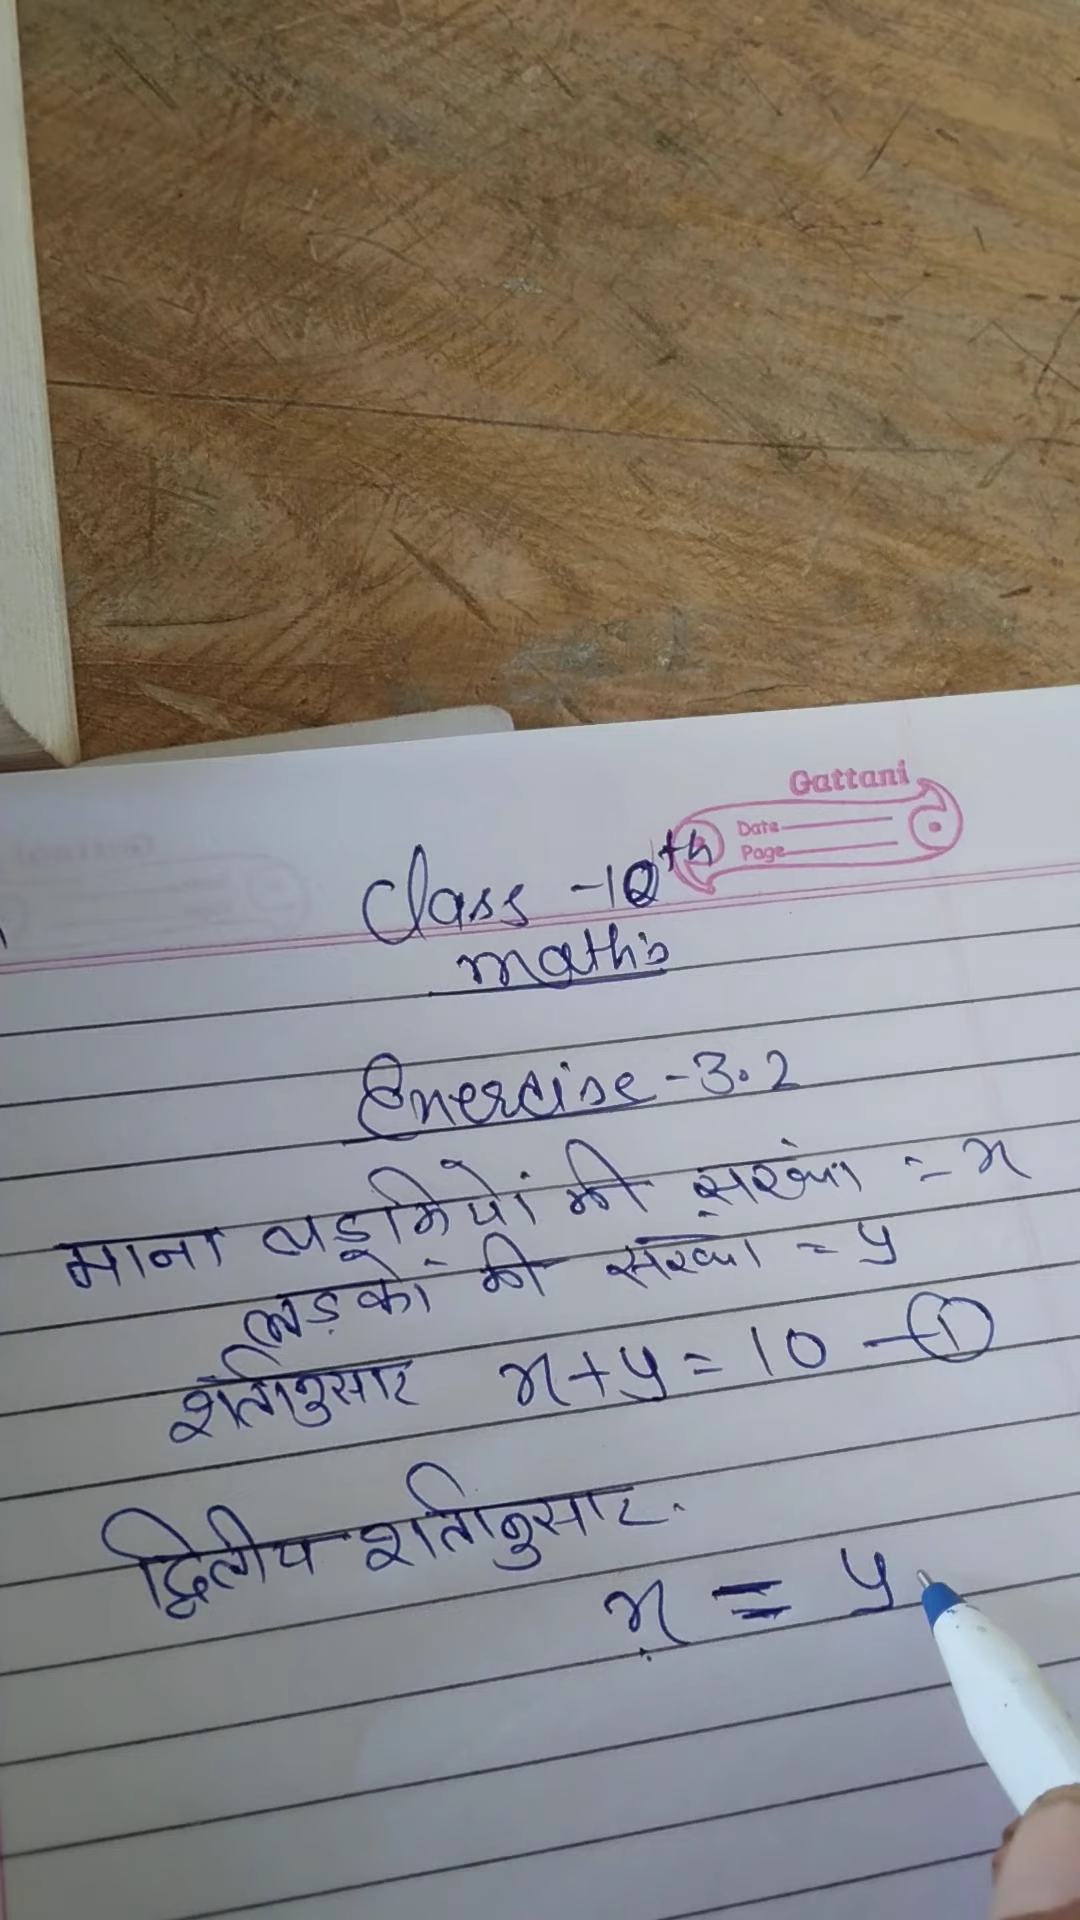 Gattani
Date
Page
Class -10th
maths
Exercise - 3.2
माना लड़कियों की संख्या = x
लड़कों की संख्या = y
शर्तानुसार x + y = 10 — ①
द्वितीय शर्तानुसार.
x = y